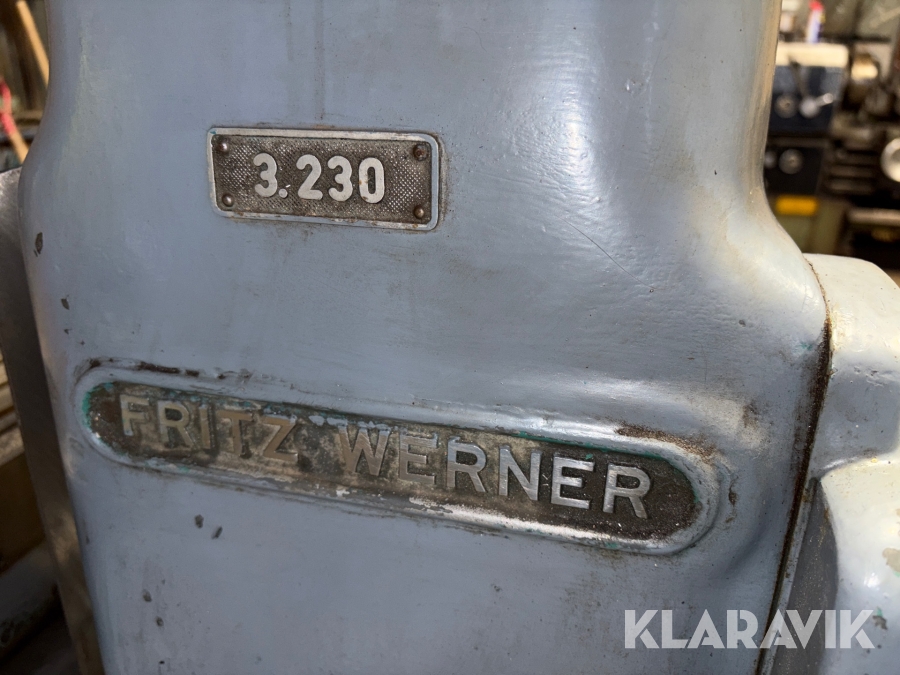 3.230
FRITZ WERNER
KLARAVIK